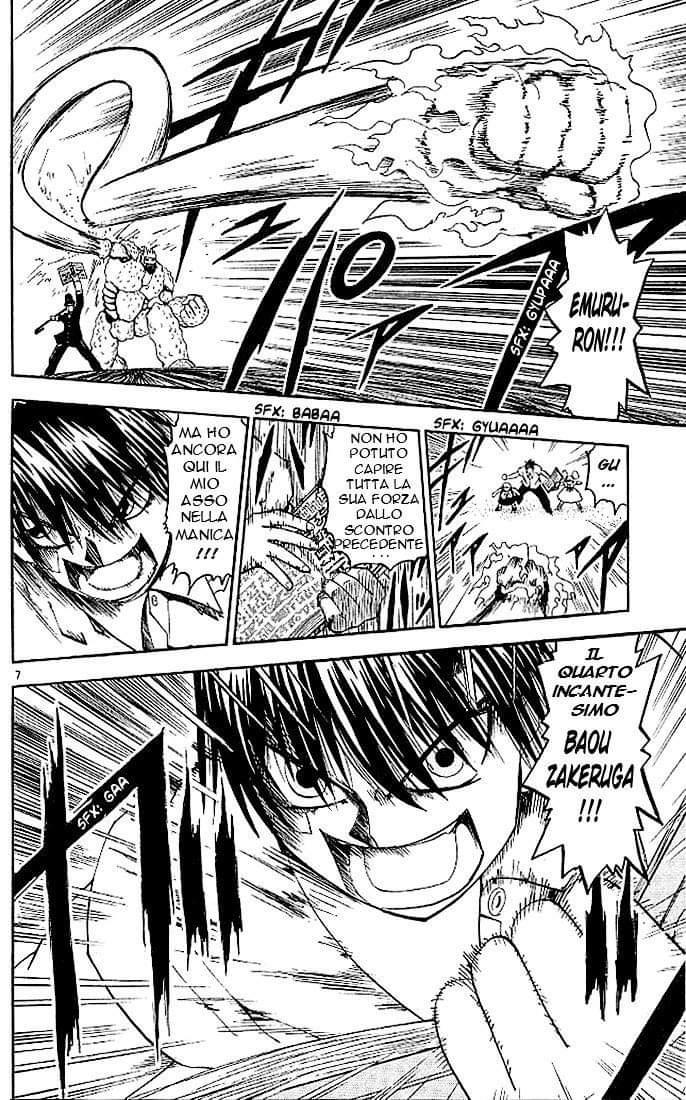 EMURU-
RON!!!
SFX: GYUPAAA
SFX: GYUAAAA
GU
...
SFX: BABAA
NON HO
POTUTO
CAPIRE
TUTTA LA
SUA FORZA
DALLO
SCONTRO
PRECEDENTE
...
MA HO
ANCORA
QUI IL
MIO
ASSO
NELLA
MANICA
!!!
7
IL
QUARTO
INCANTE-
SIMO
BAOU
ZAKERUGA
!!!
SFX: GAA